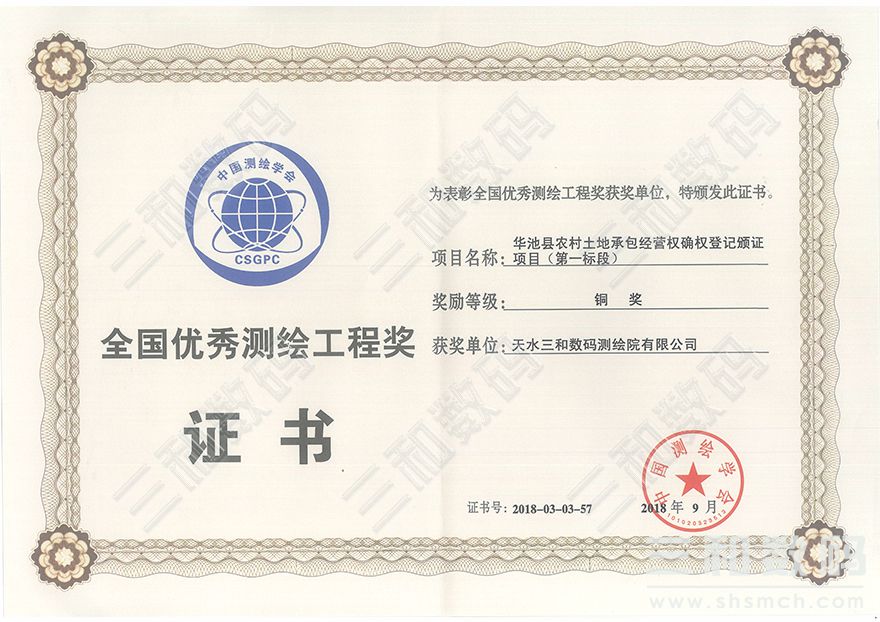 中国测绘学会
CSGPC
全国优秀测绘工程奖
证书
为表彰全国优秀测绘工程奖获奖单位，特颁发此证书。
项目名称：华池县农村土地承包经营权确权登记颁证
项目（第一标段）
奖励等级：铜 奖
获奖单位：天水三和数码测绘院有限公司
证书号：2018-03-03-57
2018 年 9 月
中国测绘学会
三和数码
www.shsmch.com